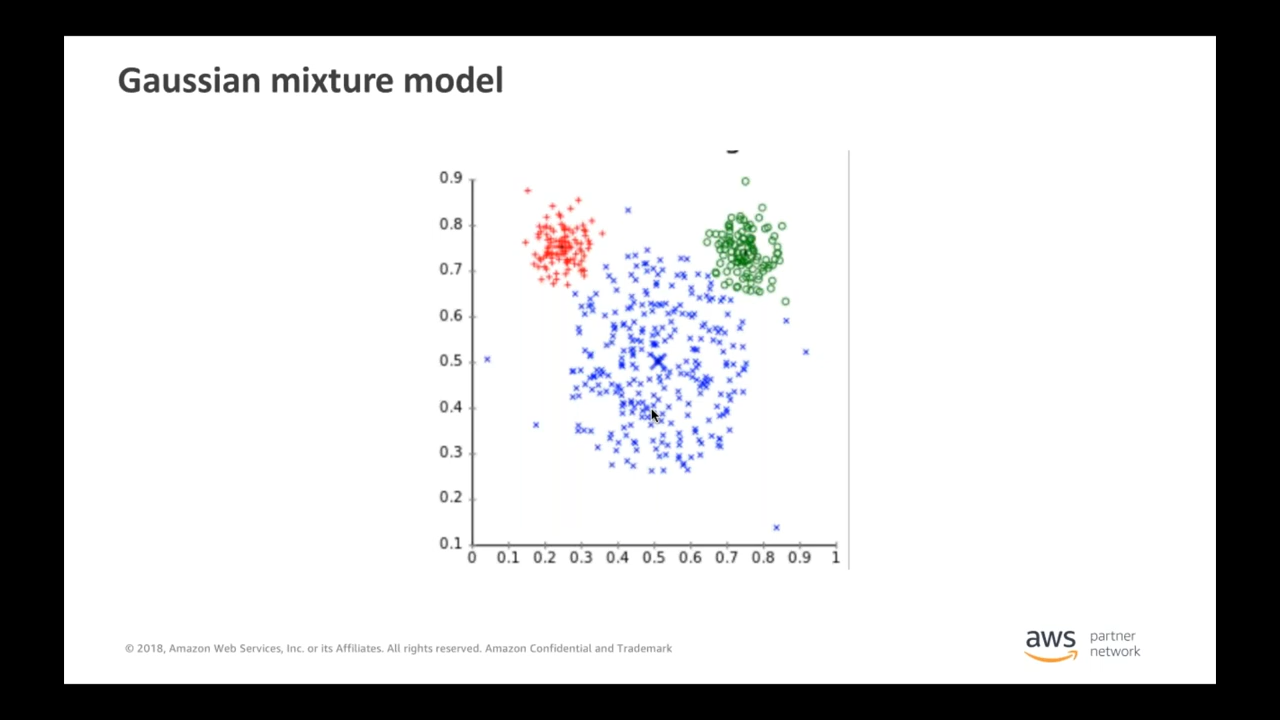 Gaussian mixture model
0.9
0.8
0.7
0.6
0.5
0.4
0.3
0.2
0.1
0 0.1 0.2 0.3 0.4 0.5 0.6 0.7 0.8 0.9 1
© 2018, Amazon Web Services, Inc. or its Affiliates. All rights reserved. Amazon Confidential and Trademark
aws partner
network